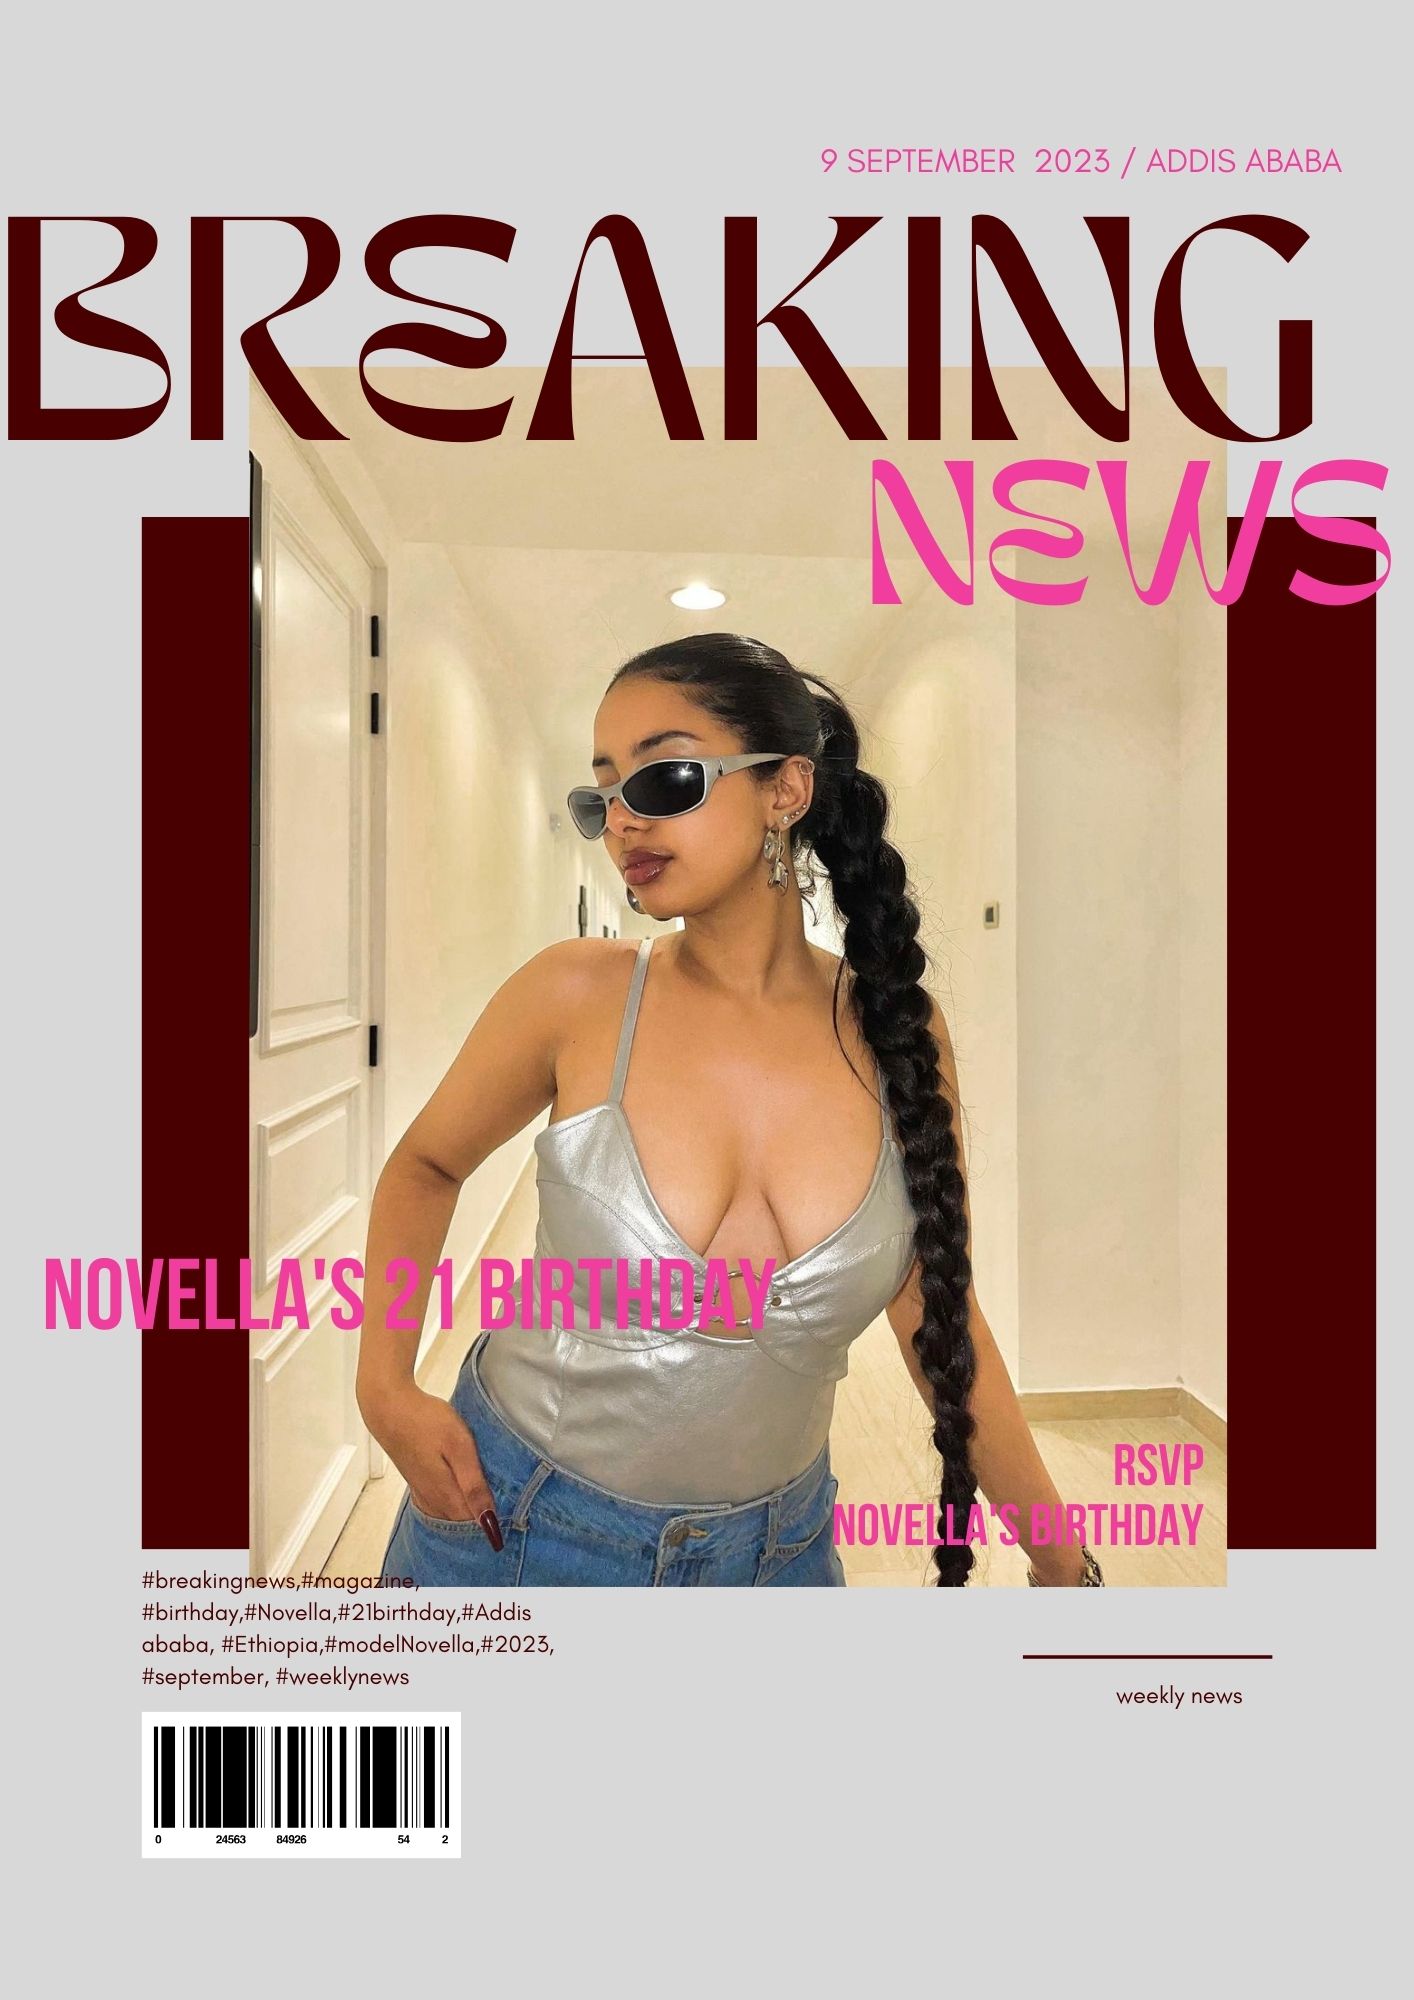 9 SEPTEMBER  2023 / ADDIS ABABA
BREAKING
NEWS
NOVELLA'S 21 BIRTHDAY
RSVP
NOVELLA'S BIRTHDAY
#breakingnews,#magazine,
#birthday,#Novella,#21birthday,#Addis
ababa, #Ethiopia,#modelNovella,#2023,
#september, #weeklynews
weekly news
0 24563 84926 54 2